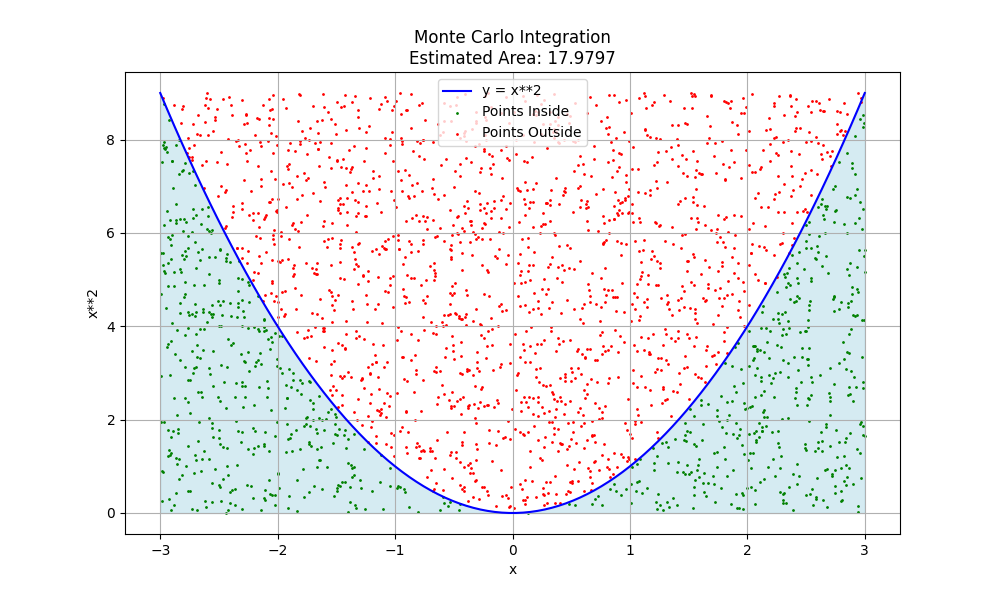 Monte Carlo Integration
Estimated Area: 17.9797
y = x**2
Points Inside
Points Outside
x**2
8
6
4
2
0
−3
−2
−1
0
1
2
3
x